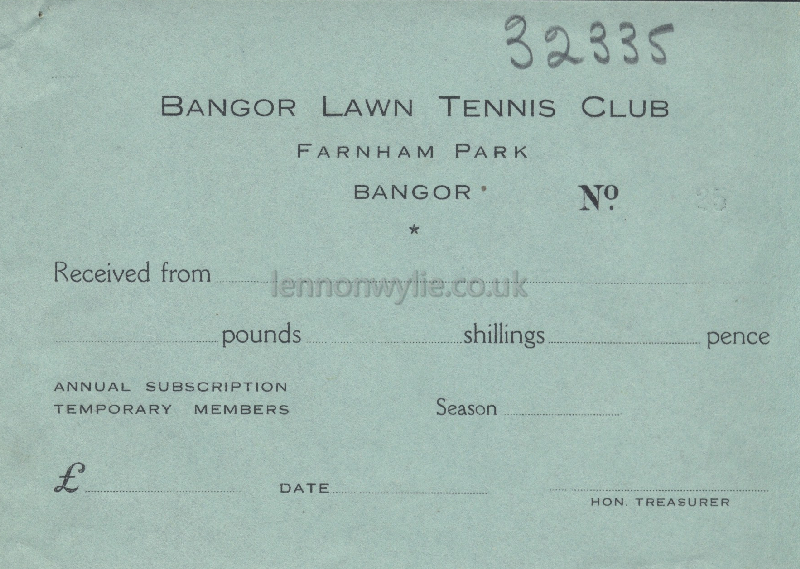 32335
BANGOR LAWN TENNIS CLUB
FARNHAM PARK
BANGOR
Nº 25
*
Received from
lennonwylie.co.uk
pounds shillings pence
ANNUAL SUBSCRIPTION
TEMPORARY MEMBERS Season
£ DATE
HON. TREASURER